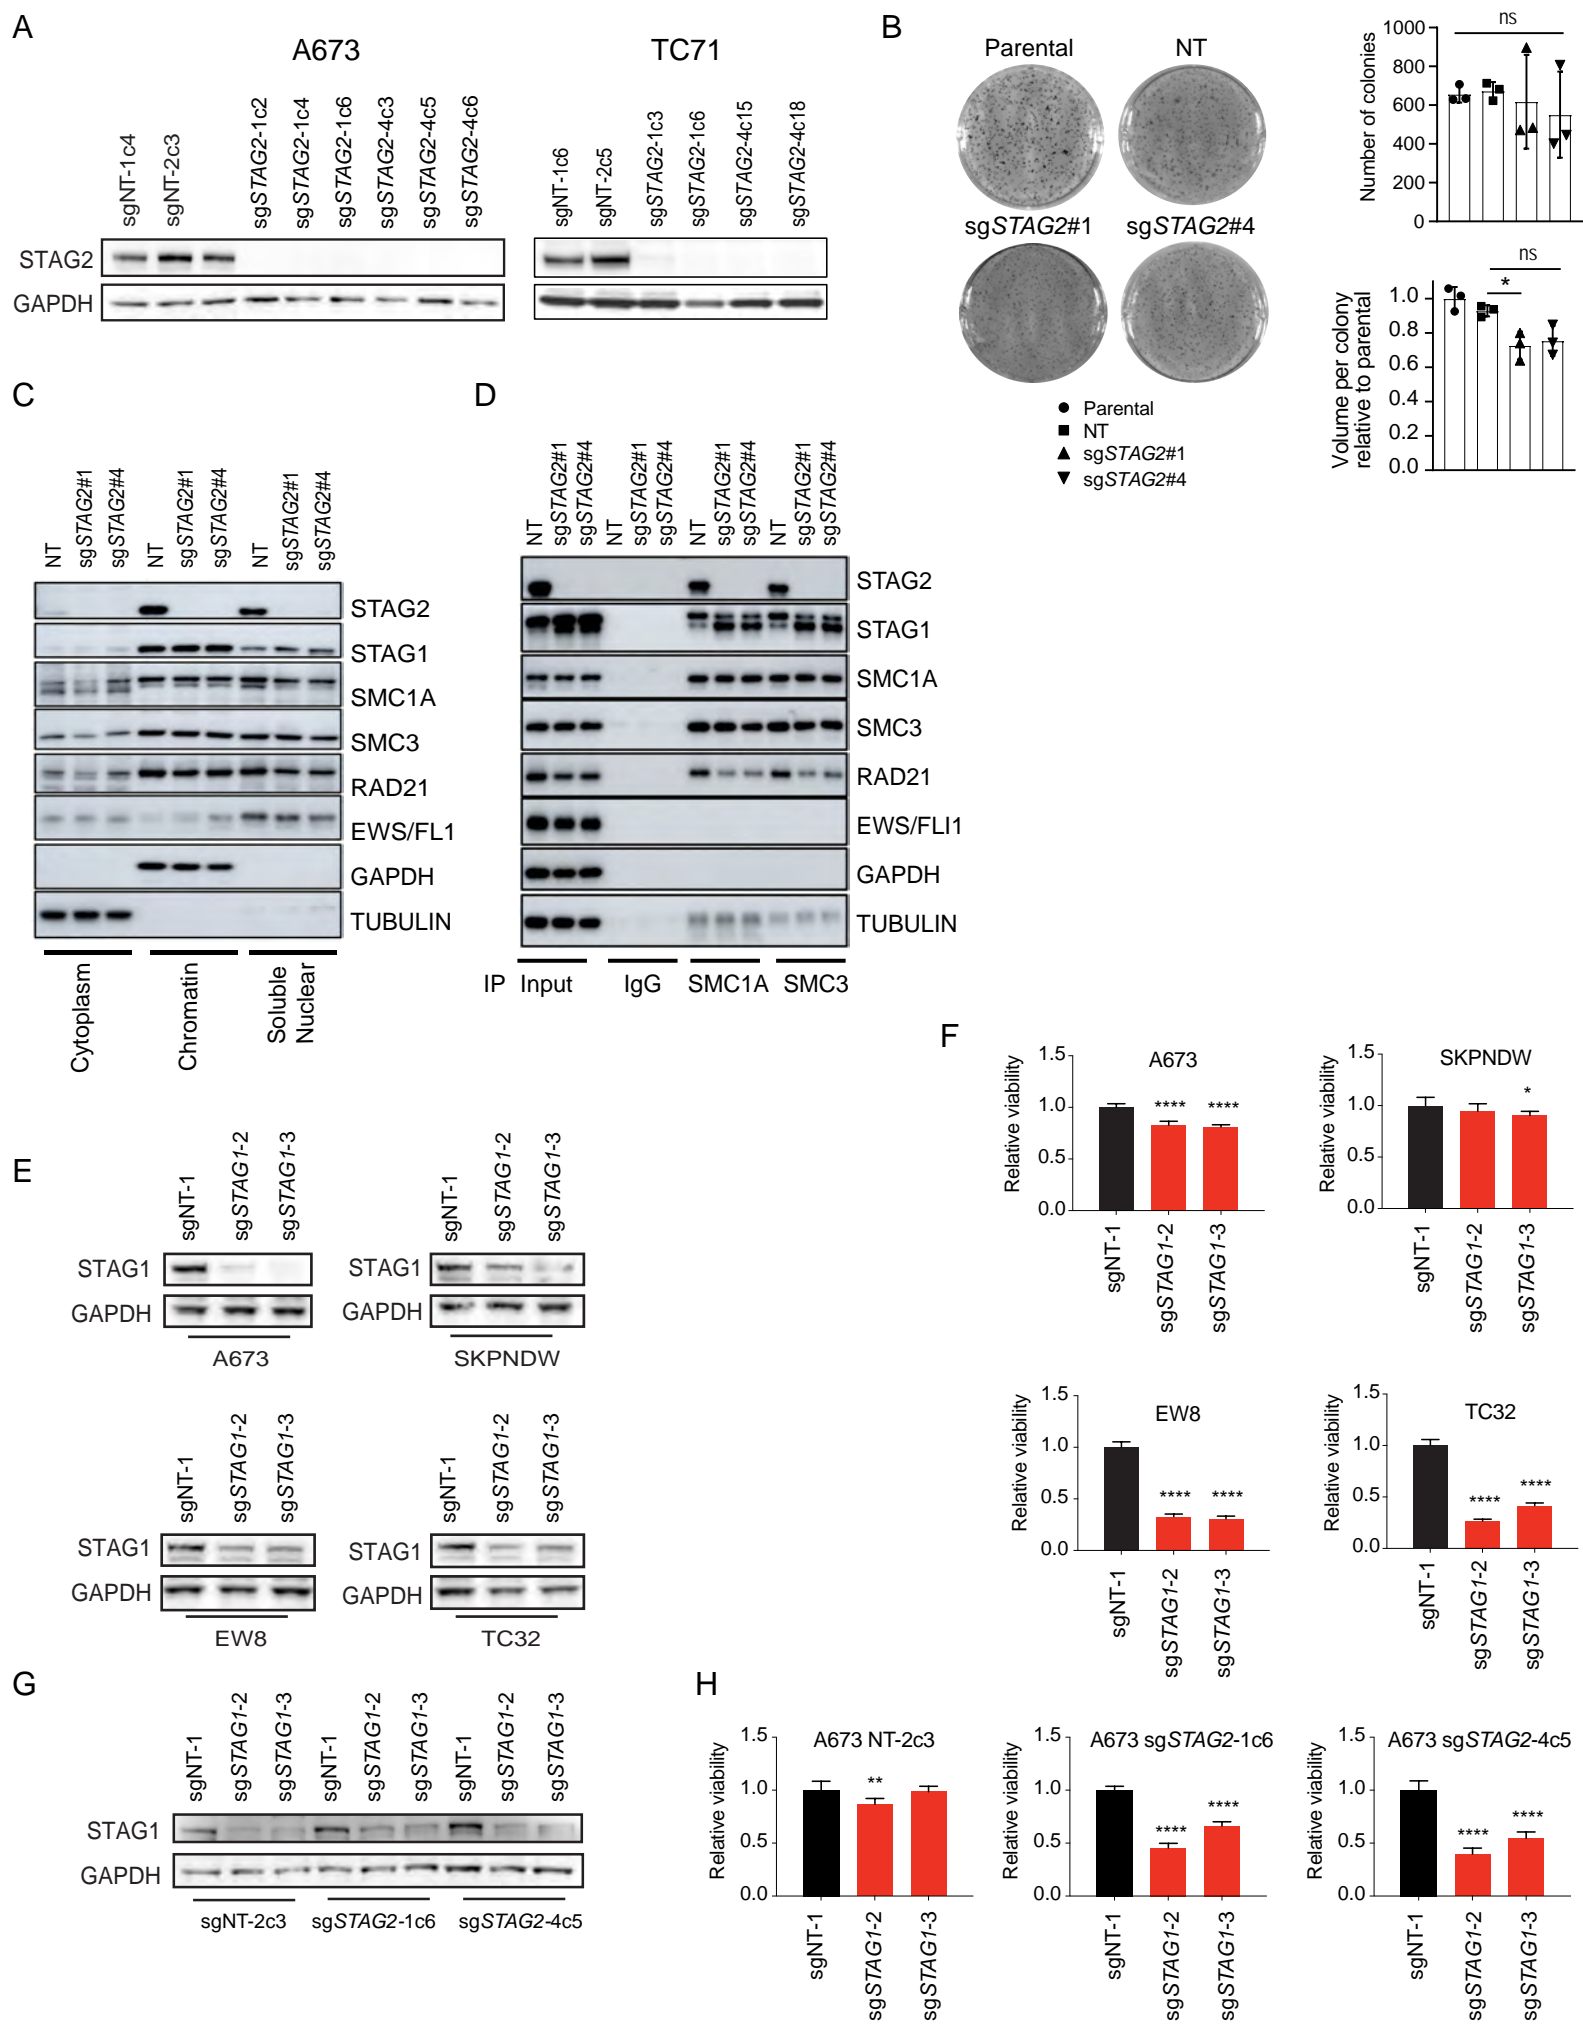 A
A673
TC71
sgNT-1c4
sgNT-2c3
sgSTAG2-1c2
sgSTAG2-1c4
sgSTAG2-1c6
sgSTAG2-4c3
sgSTAG2-4c5
sgSTAG2-4c6
sgNT-1c6
sgNT-2c5
sgSTAG2-1c3
sgSTAG2-1c6
sgSTAG2-4c15
sgSTAG2-4c18
STAG2
GAPDH
B
Parental
NT
sgSTAG2#1
sgSTAG2#4
Parental
NT
sgSTAG2#1
sgSTAG2#4
Number of colonies
1000
800
600
400
200
0
ns
Volume per colony
relative to parental
1.0
0.8
0.6
0.4
0.2
0.0
*
ns
C
NT
sgSTAG2#1
sgSTAG2#4
NT
sgSTAG2#1
sgSTAG2#4
NT
sgSTAG2#1
sgSTAG2#4
STAG2
STAG1
SMC1A
SMC3
RAD21
EWS/FL1
GAPDH
TUBULIN
Cytoplasm
Chromatin
Soluble
Nuclear
D
NT
sgSTAG2#1
sgSTAG2#4
NT
sgSTAG2#1
sgSTAG2#4
NT
sgSTAG2#1
sgSTAG2#4
NT
sgSTAG2#1
sgSTAG2#4
STAG2
STAG1
SMC1A
SMC3
RAD21
EWS/FLI1
GAPDH
TUBULIN
IP Input IgG SMC1A SMC3
E
sgNT-1
sgSTAG1-2
sgSTAG1-3
STAG1
GAPDH
A673
sgNT-1
sgSTAG1-2
sgSTAG1-3
STAG1
GAPDH
SKPNDW
sgNT-1
sgSTAG1-2
sgSTAG1-3
STAG1
GAPDH
EW8
sgNT-1
sgSTAG1-2
sgSTAG1-3
STAG1
GAPDH
TC32
F
A673
Relative viability
1.5
1.0
0.5
0.0
**** ****
sgNT-1
sgSTAG1-2
sgSTAG1-3
SKPNDW
Relative viability
1.5
1.0
0.5
0.0
*
sgNT-1
sgSTAG1-2
sgSTAG1-3
EW8
Relative viability
1.5
1.0
0.5
0.0
**** ****
sgNT-1
sgSTAG1-2
sgSTAG1-3
TC32
Relative viability
1.5
1.0
0.5
0.0
**** ****
sgNT-1
sgSTAG1-2
sgSTAG1-3
G
sgNT-1
sgSTAG1-2
sgSTAG1-3
sgNT-1
sgSTAG1-2
sgSTAG1-3
sgNT-1
sgSTAG1-2
sgSTAG1-3
STAG1
GAPDH
sgNT-2c3
sgSTAG2-1c6
sgSTAG2-4c5
H
A673 NT-2c3
Relative viability
1.5
1.0
0.5
0.0
**
sgNT-1
sgSTAG1-2
sgSTAG1-3
A673 sgSTAG2-1c6
Relative viability
1.5
1.0
0.5
0.0
**** ****
sgNT-1
sgSTAG1-2
sgSTAG1-3
A673 sgSTAG2-4c5
Relative viability
1.5
1.0
0.5
0.0
**** ****
sgNT-1
sgSTAG1-2
sgSTAG1-3